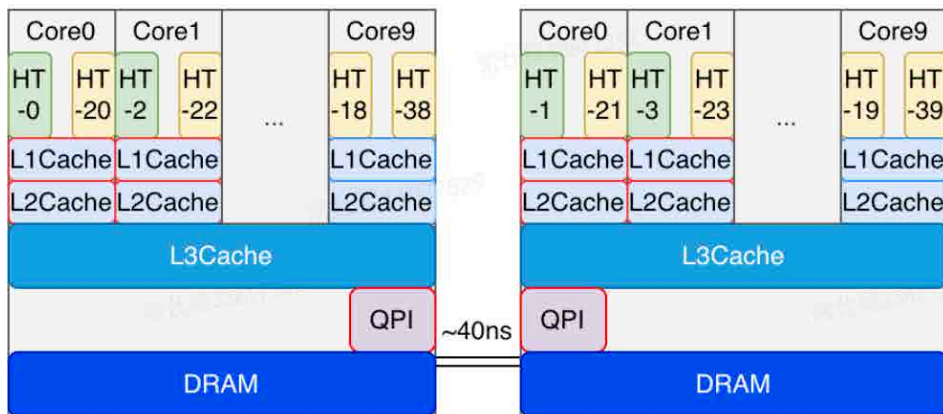 Core0 Core1 Core9 Core0 Core1 Core9
HT HT HT HT HT HT HT HT HT HT HT HT
-0 -20 -2 -22 ... -18 -38 -1 -21 -3 -23 ... -19 -39
L1Cache L1Cache L1Cache L1Cache L1Cache L1Cache
L2Cache L2Cache L2Cache L2Cache L2Cache L2Cache
L3Cache L3Cache
QPI ~40ns QPI
DRAM DRAM